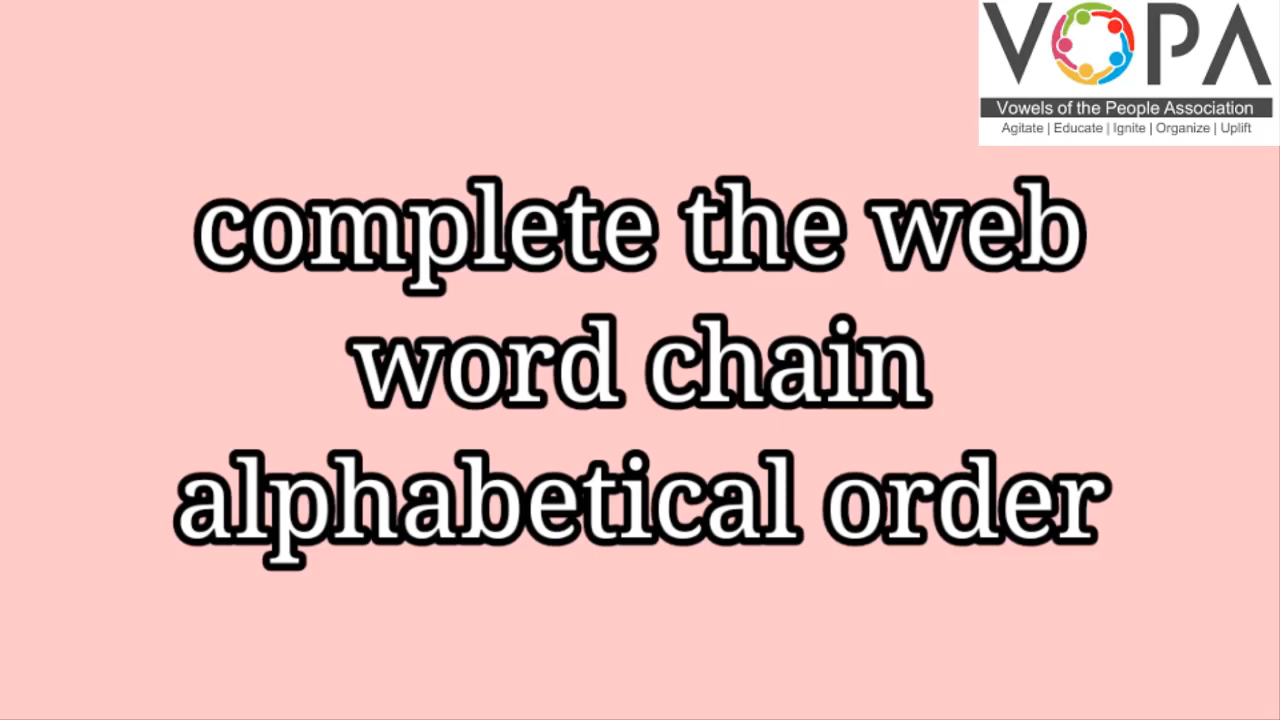 VOPA
Vowels of the People Association
Agitate | Educate | Ignite | Organize | Uplift
complete the web
word chain
alphabetical order